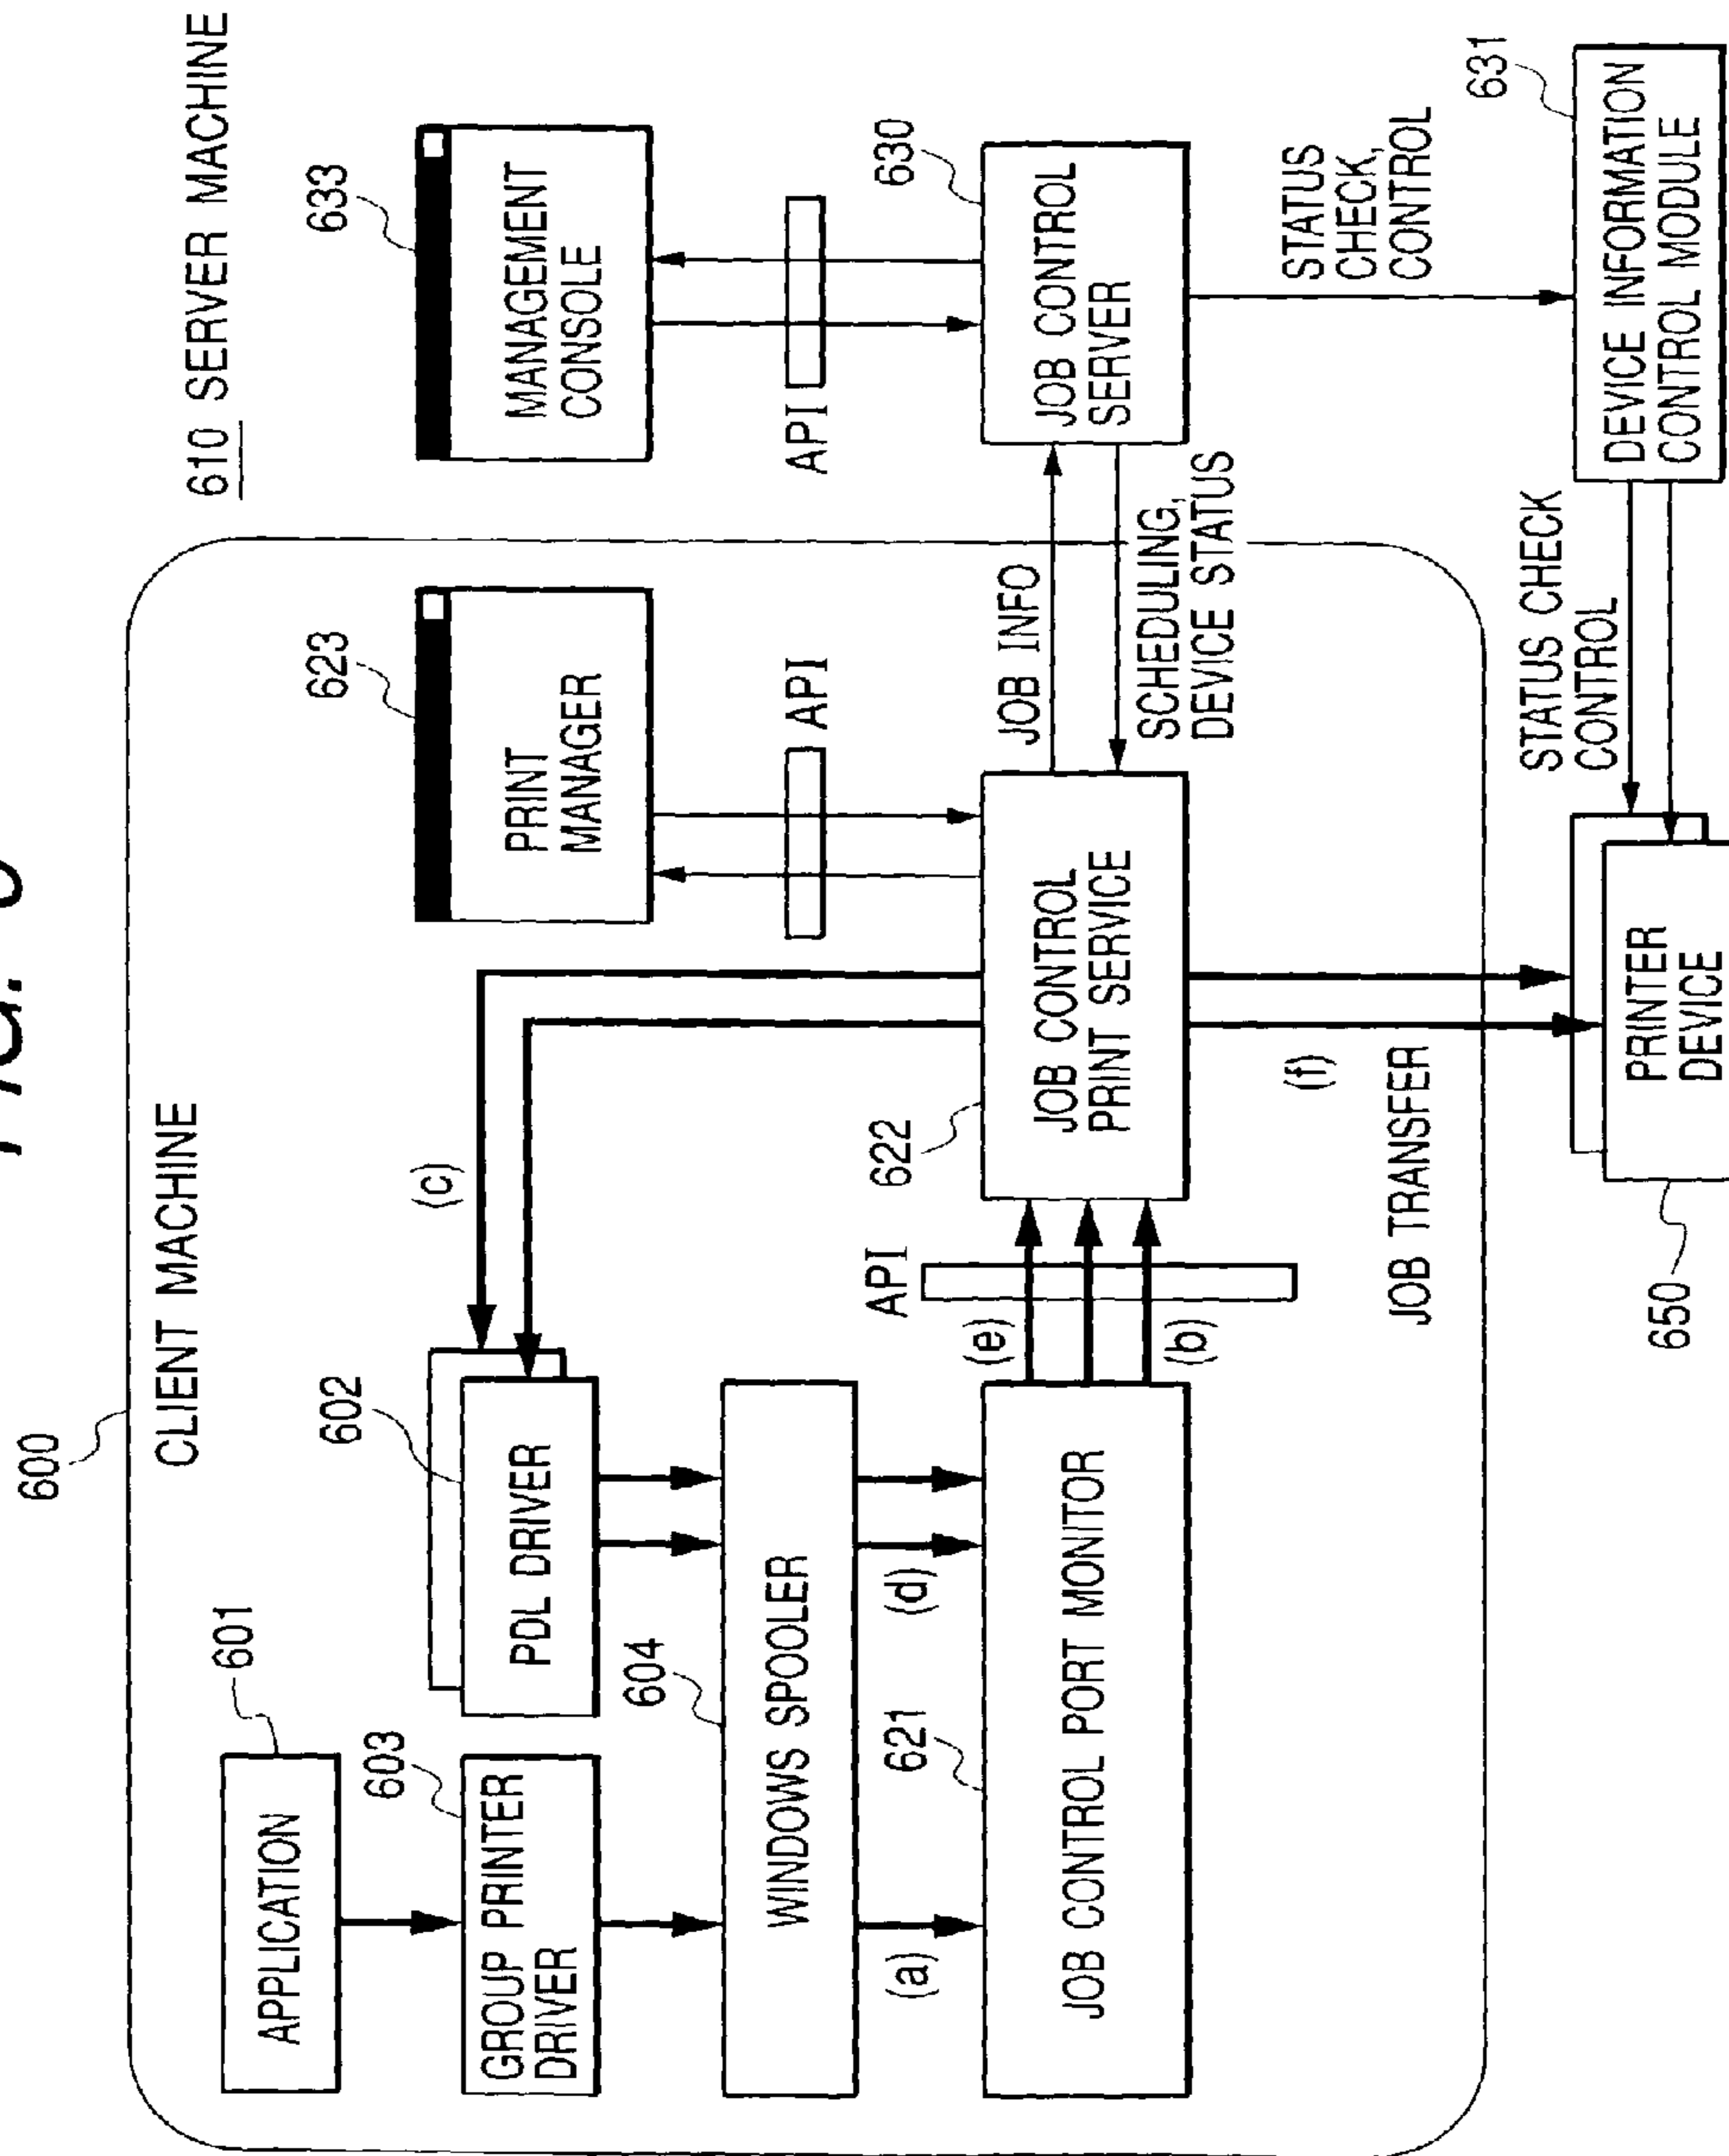 600
CLIENT MACHINE
610 SERVER MACHINE
601
APPLICATION
603
GROUP PRINTER
DRIVER
602
PDL DRIVER
(c)
623
PRINT
MANAGER
633
MANAGEMENT
CONSOLE
604
WINDOWS SPOOLER
API
API
(a)
(d)
621
JOB CONTROL PORT MONITOR
(e)
(b)
API
622
JOB CONTROL
PRINT SERVICE
JOB INFO
SCHEDULING,
DEVICE STATUS
630
JOB CONTROL
SERVER
(f)
JOB TRANSFER
STATUS
CHECK,
CONTROL
650
PRINTER
DEVICE
STATUS CHECK
CONTROL
631
DEVICE INFORMATION
CONTROL MODULE